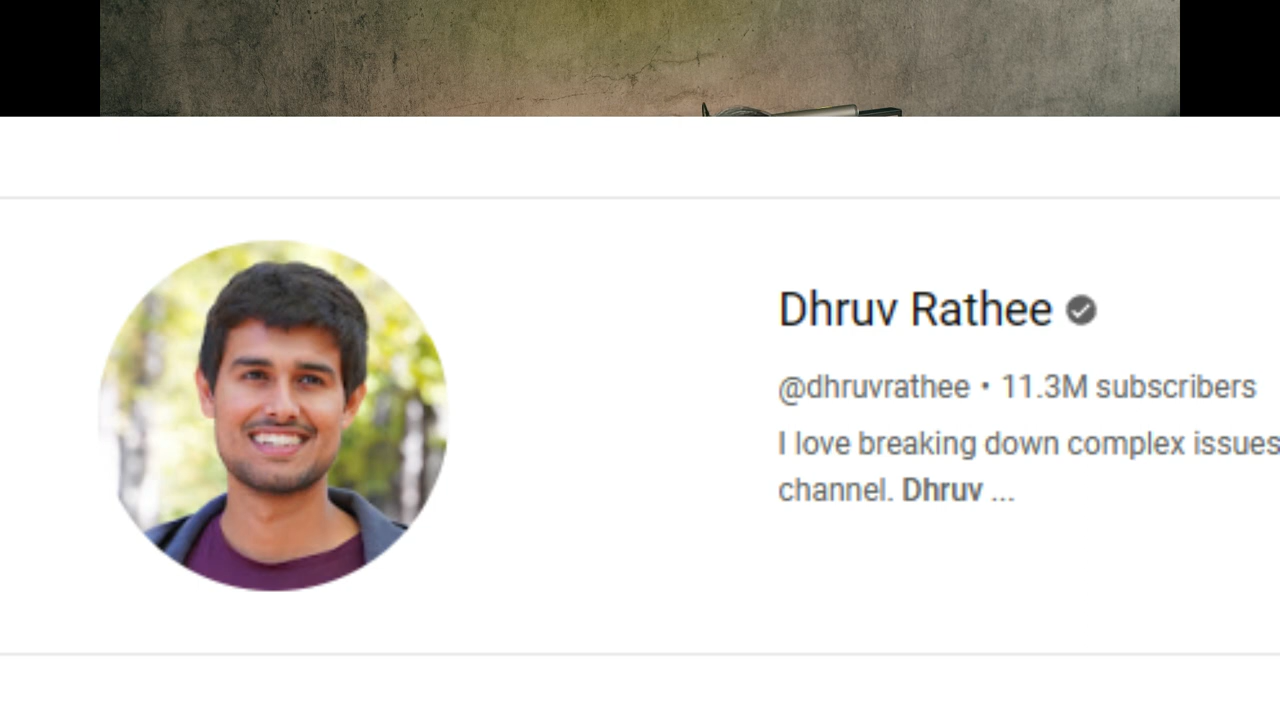 Dhruv Rathee
@dhruvrathee • 11.3M subscribers
I love breaking down complex issues
channel. Dhruv ...